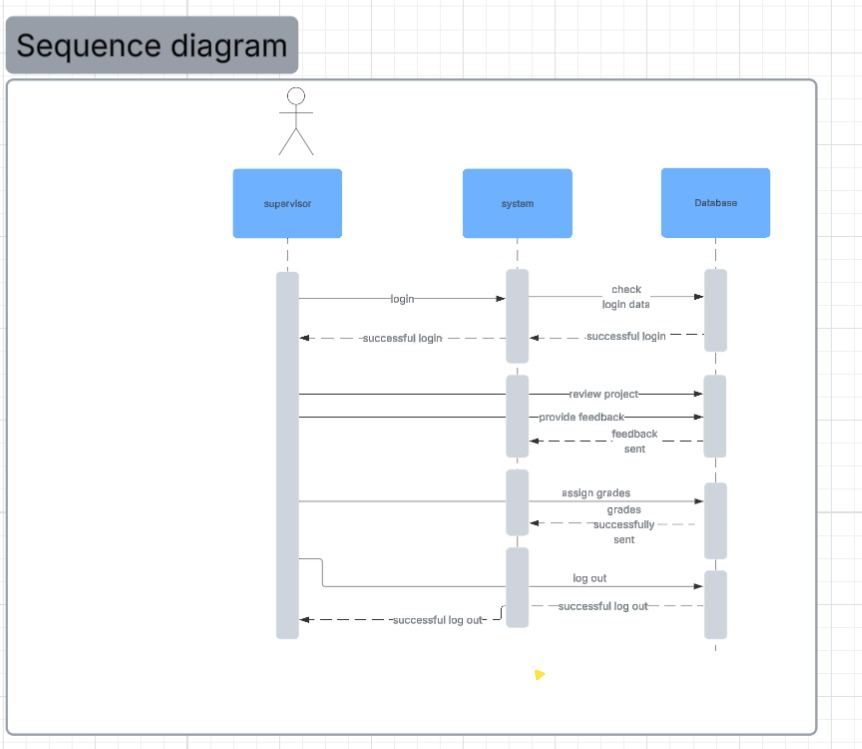 Sequence diagram
supervisor
system
Database
login
check
login data
successful login
successful login
review project
provide feedback
feedback
sent
assign grades
grades
successfully
sent
log out
successful log out
successful log out